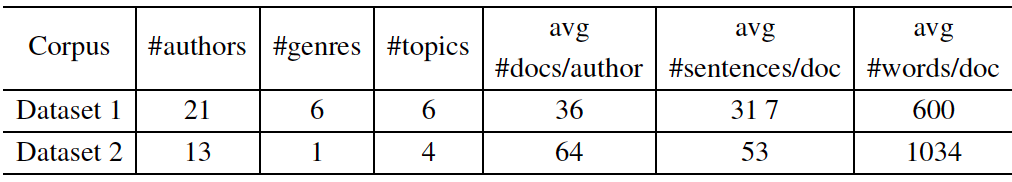 Corpus #authors #genres #topics avg #docs/author avg #sentences/doc avg #words/doc
Dataset 1 21 6 6 36 31 7 600
Dataset 2 13 1 4 64 53 1034